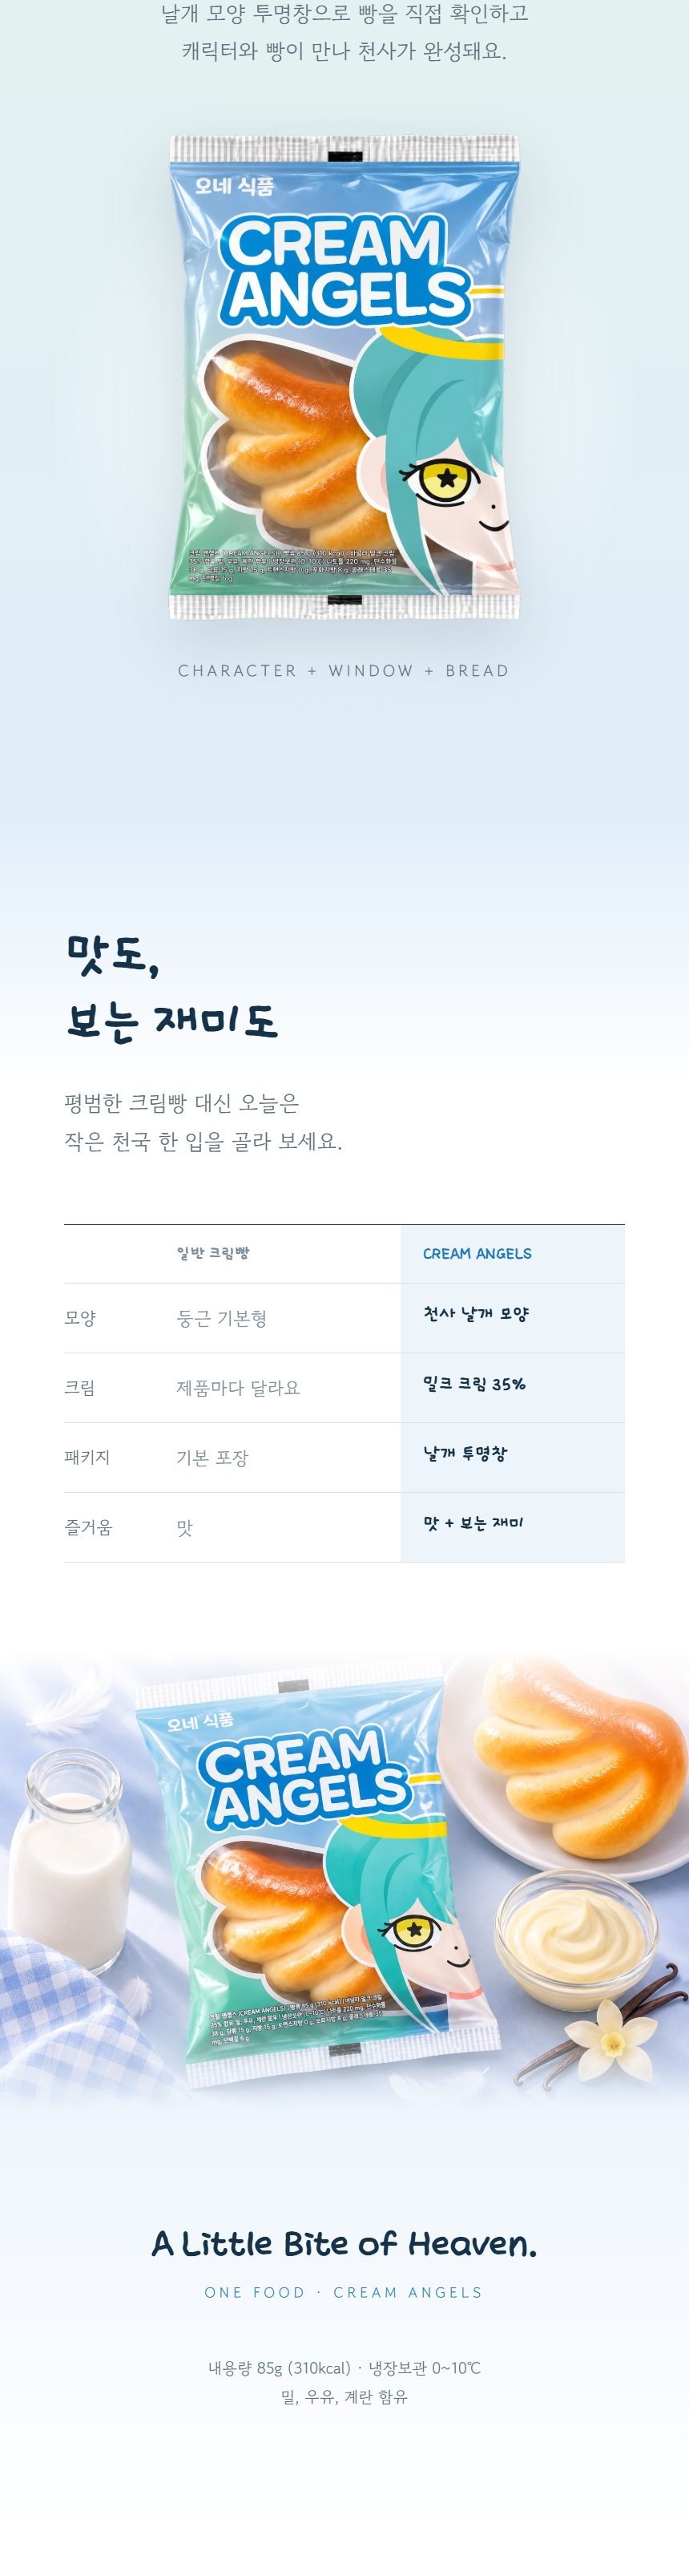 날개 모양 투명창으로 빵을 직접 확인하고
캐릭터와 빵이 만나 천사가 완성돼요.
오네 식품
CREAM
ANGELS
CHARACTER + WINDOW + BREAD
맛도,
보는 재미도
평범한 크림빵 대신 오늘은
작은 천국 한 입을 골라 보세요.
일반 크림빵 CREAM ANGELS
모양 둥근 기본형 천사 날개 모양
크림 제품마다 달라요 밀크 크림 35%
패키지 기본 포장 날개 투명창
즐거움 맛 맛 + 보는 재미
오네 식품
CREAM
ANGELS
A Little Bite of Heaven.
ONE FOOD · CREAM ANGELS
내용량 85g (310kcal) · 냉장보관 0~10℃
밀, 우유, 계란 함유